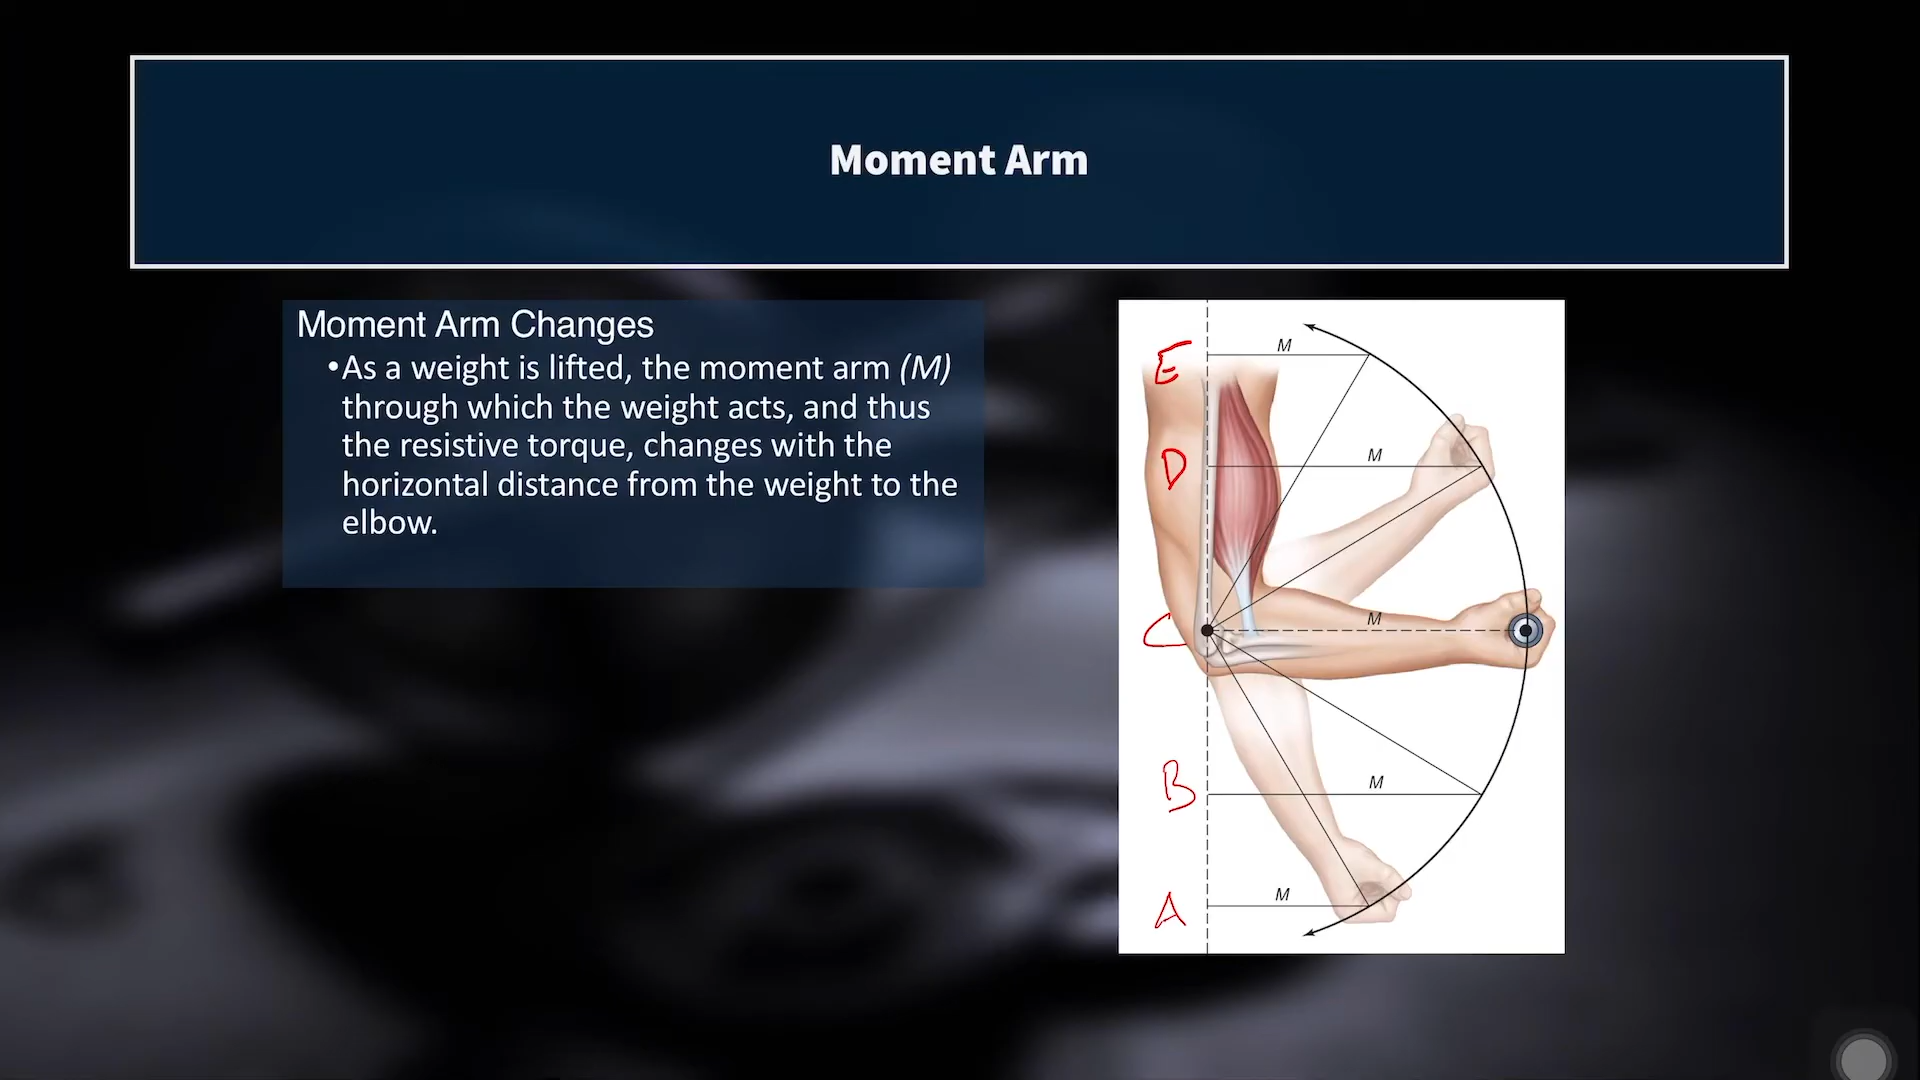 Moment Arm
Moment Arm Changes
•As a weight is lifted, the moment arm (M)
through which the weight acts, and thus
the resistive torque, changes with the
horizontal distance from the weight to the
elbow.
M
E
M
D
M
C
M
B
M
A